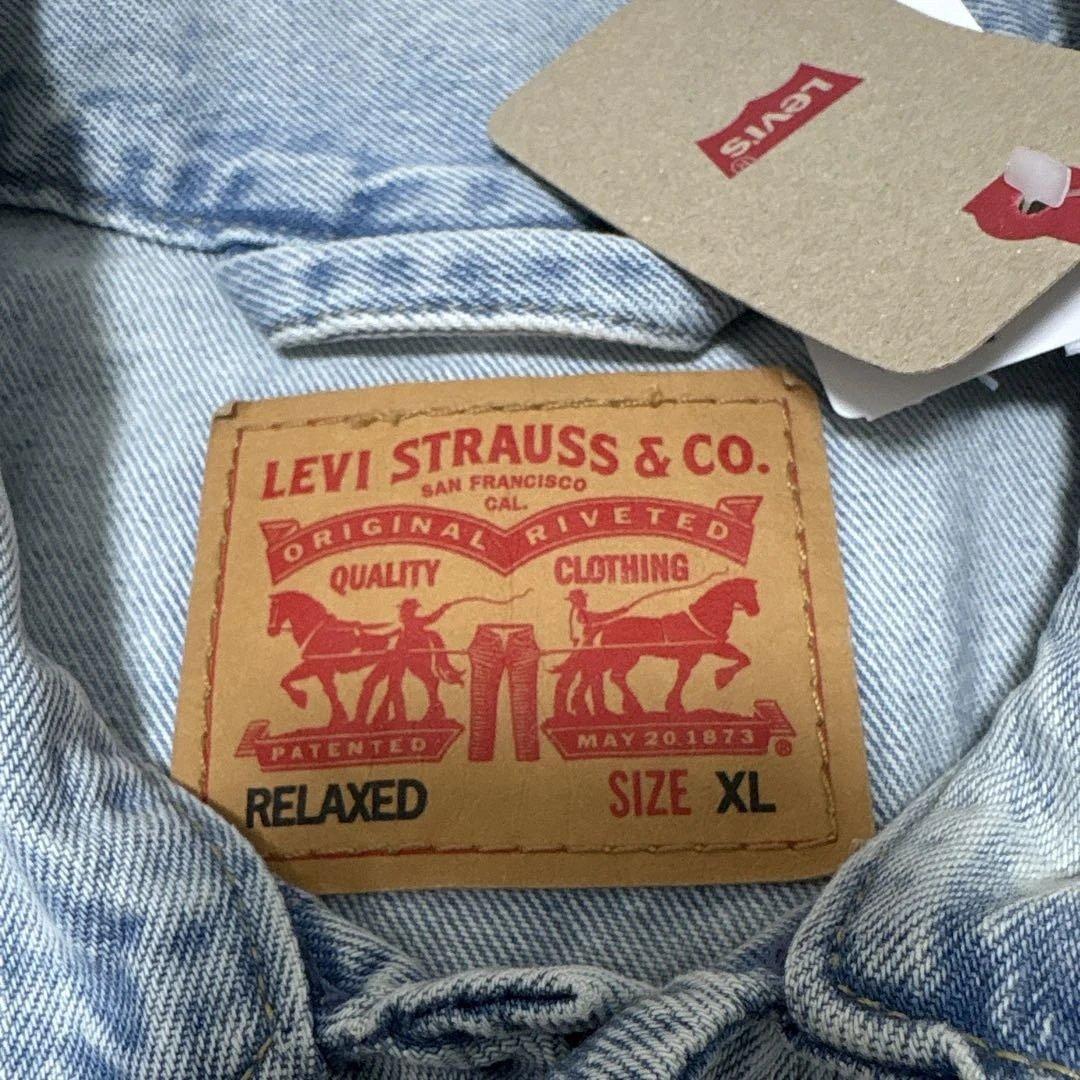 Levi's®
LEVI STRAUSS & CO.
SAN FRANCISCO
CAL.
ORIGINAL RIVETED
QUALITY CLOTHING
PATENTED MAY 20 1873 ®
RELAXED SIZE XL